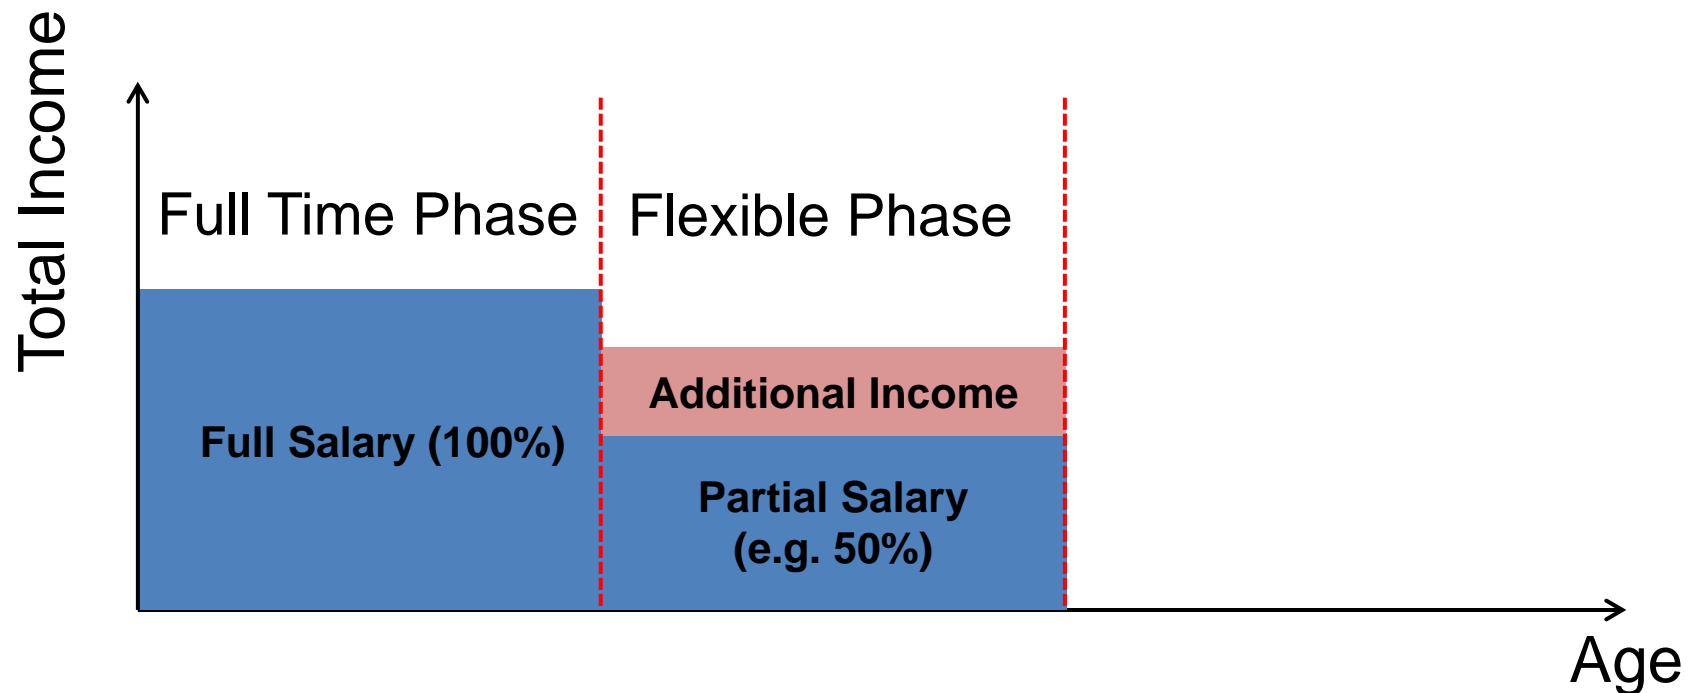 Total Income
Full Time Phase
Flexible Phase
Full Salary (100%)
Additional Income
Partial Salary
(e.g. 50%)
Age